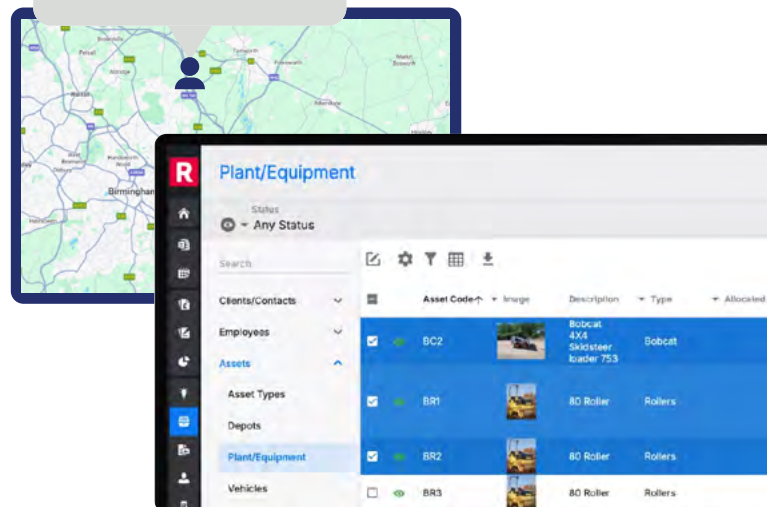 Tamworth
Aldridge
Birmingham
R
Plant/Equipment
Status
Any Status
Search
Clients/Contacts
Employees
Assets
Asset Types
Depots
Plant/Equipment
Vehicles
Asset Code Image Description Type Allocated
BC2 Bobcat 4X4 Skidsteer loader 753 Bobcat
BR1 80 Roller Rollers
BR2 80 Roller Rollers
BR3 80 Roller Rollers